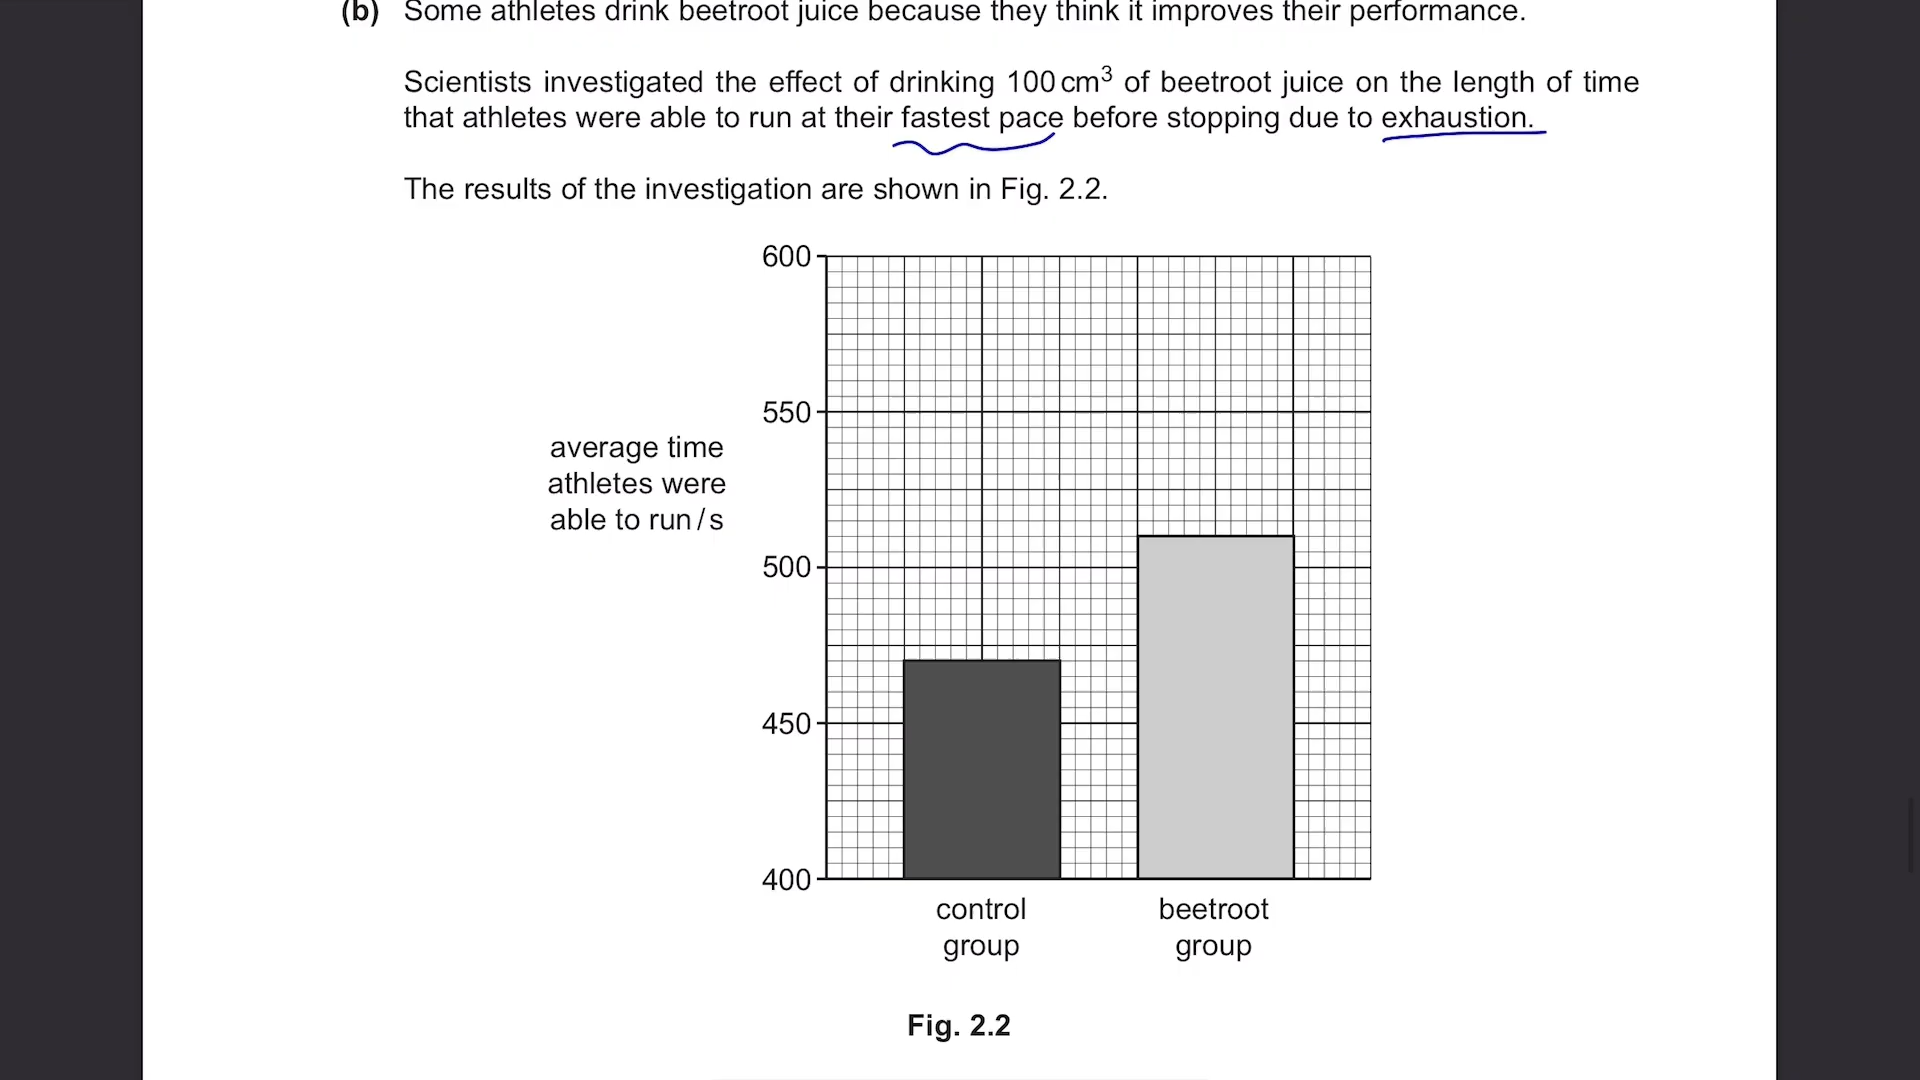 (b) Some athletes drink beetroot juice because they think it improves their performance.
Scientists investigated the effect of drinking 100 cm³ of beetroot juice on the length of time
that athletes were able to run at their fastest pace before stopping due to exhaustion.
The results of the investigation are shown in Fig. 2.2.
600
550
average time
athletes were
able to run / s
500
450
400
control
group
beetroot
group
Fig. 2.2